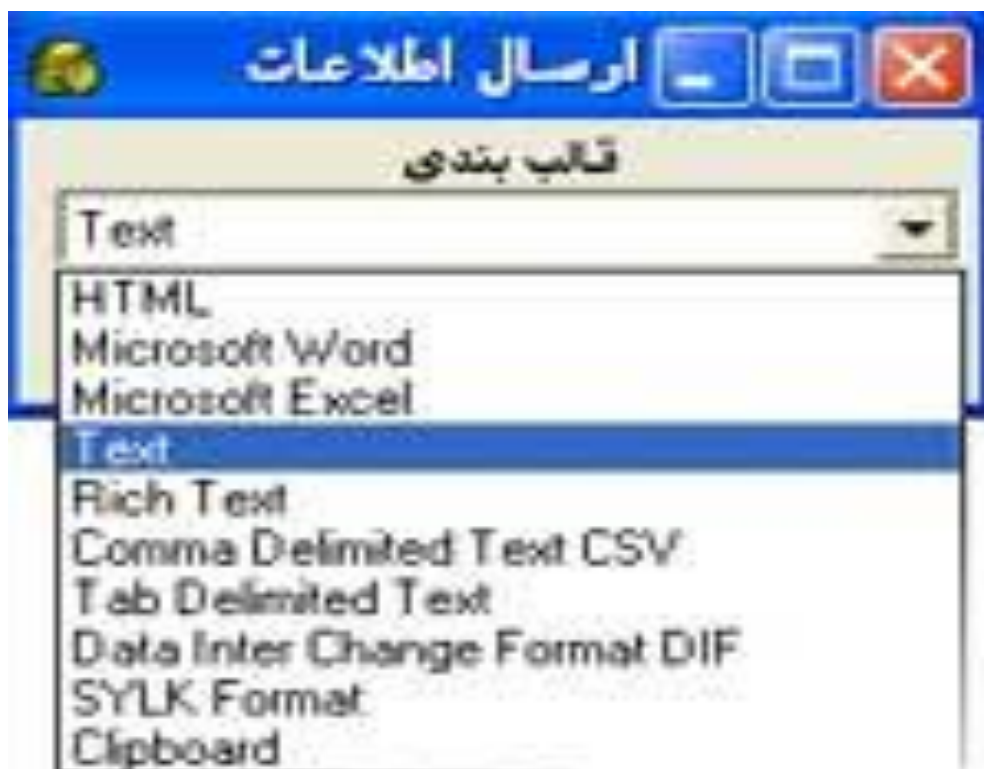 ارسال اطلاعات
قالب بندی
Text
HTML
Microsoft Word
Microsoft Excel
Text
Rich Text
Comma Delimited Text CSV
Tab Delimited Text
Data Inter Change Format DIF
SYLK Format
Clipboard